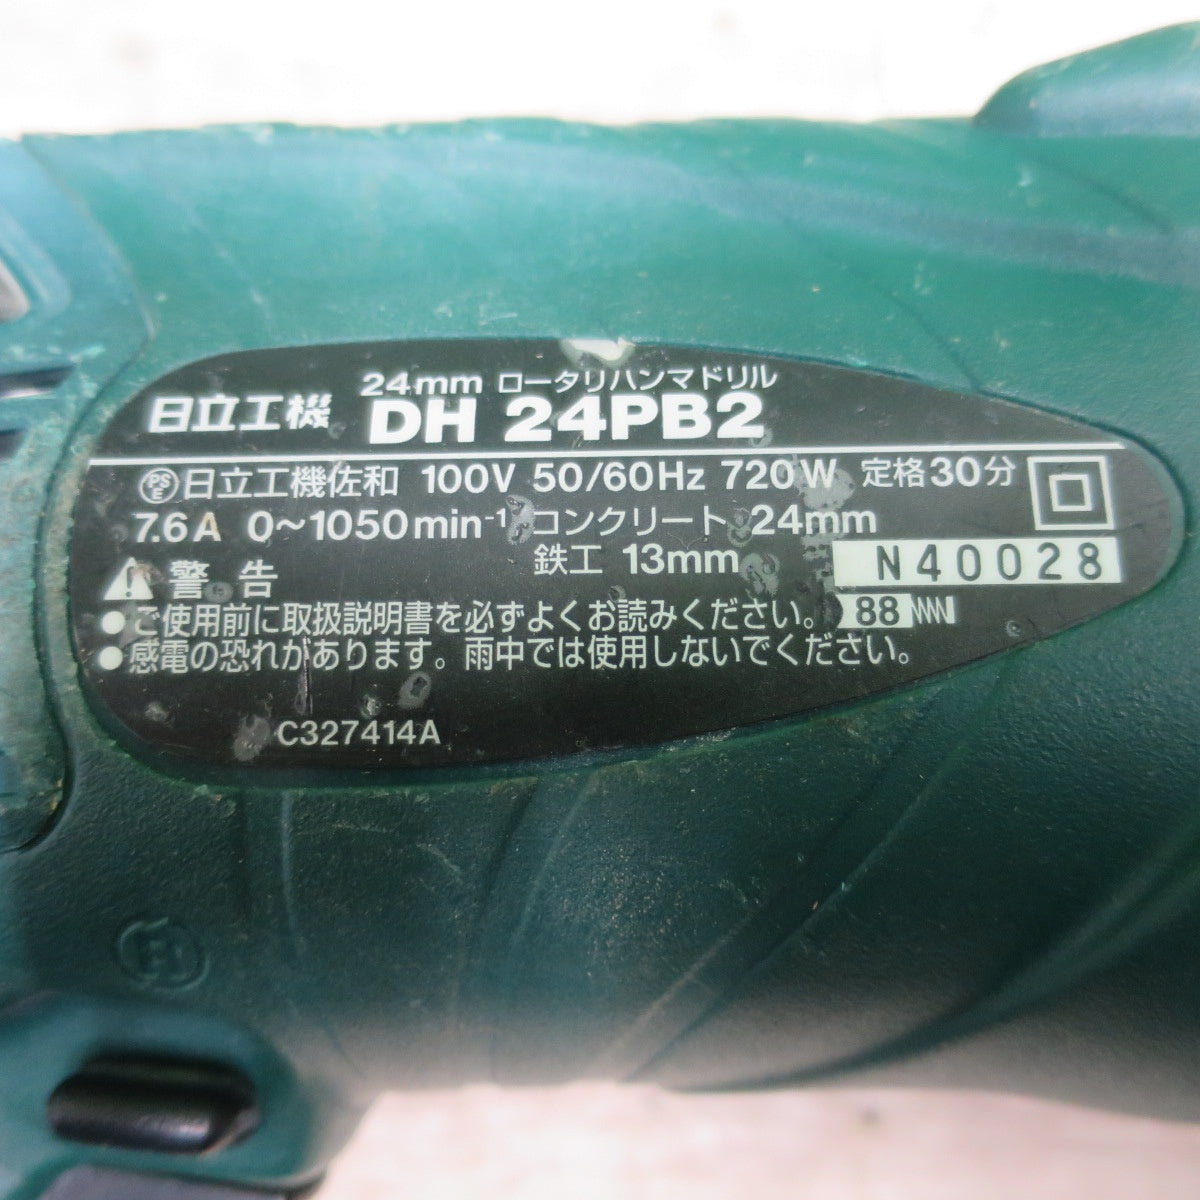 24mm ロータリハンマドリル
日立工機 DH 24PB2
PSE 日立工機佐和 100V 50/60Hz 720W 定格30分
7.6A 0~1050min⁻¹ コンクリート 24mm
鉄工 13mm
N40028
警告
●ご使用前に取扱説明書を必ずよくお読みください。
88
●感電の恐れがあります。雨中では使用しないでください。
C327414A